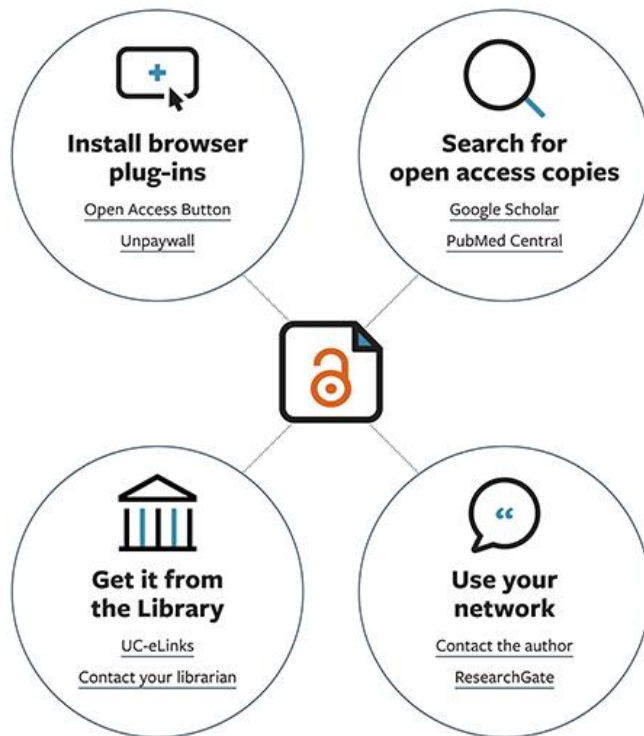 Install browser
plug-ins
Open Access Button
Unpaywall
Search for
open access copies
Google Scholar
PubMed Central
Get it from
the Library
UC-eLinks
Contact your librarian
“
Use your
network
Contact the author
ResearchGate